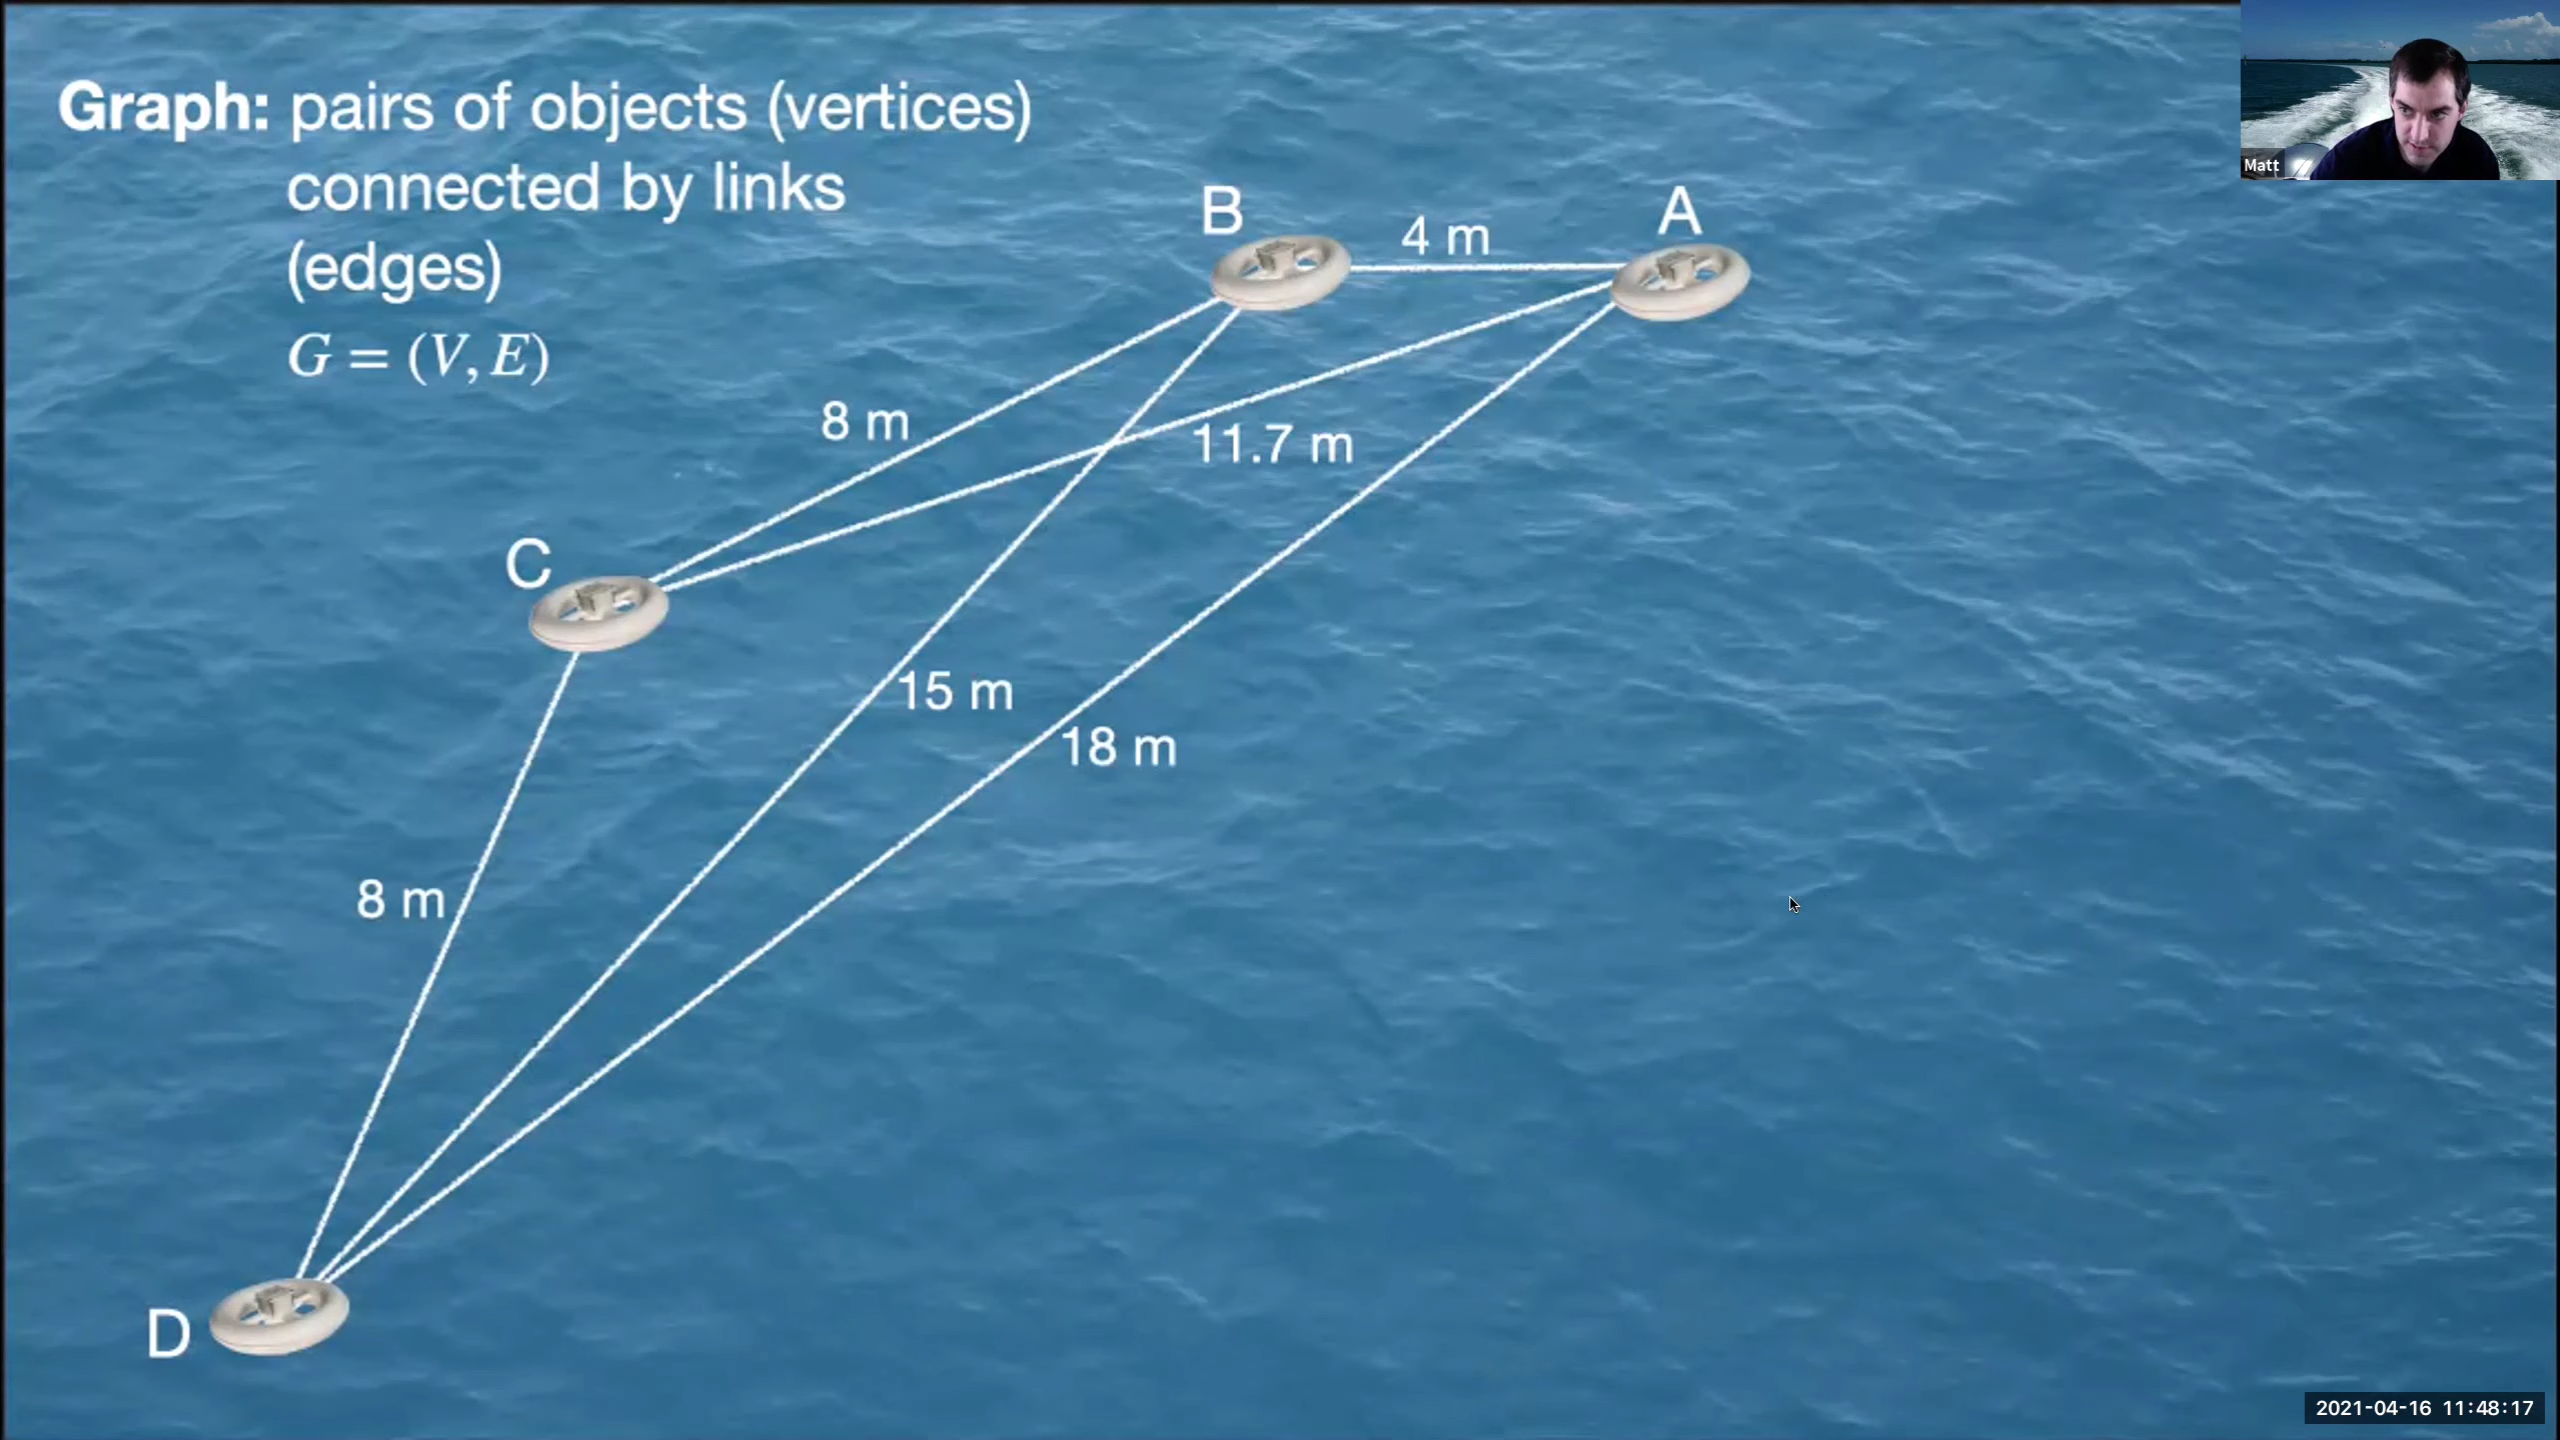 Graph: pairs of objects (vertices)
connected by links
(edges)
G = (V, E)
B
A
4 m
8 m
11.7 m
C
15 m
18 m
8 m
D
Matt
2021-04-16 11:48:17